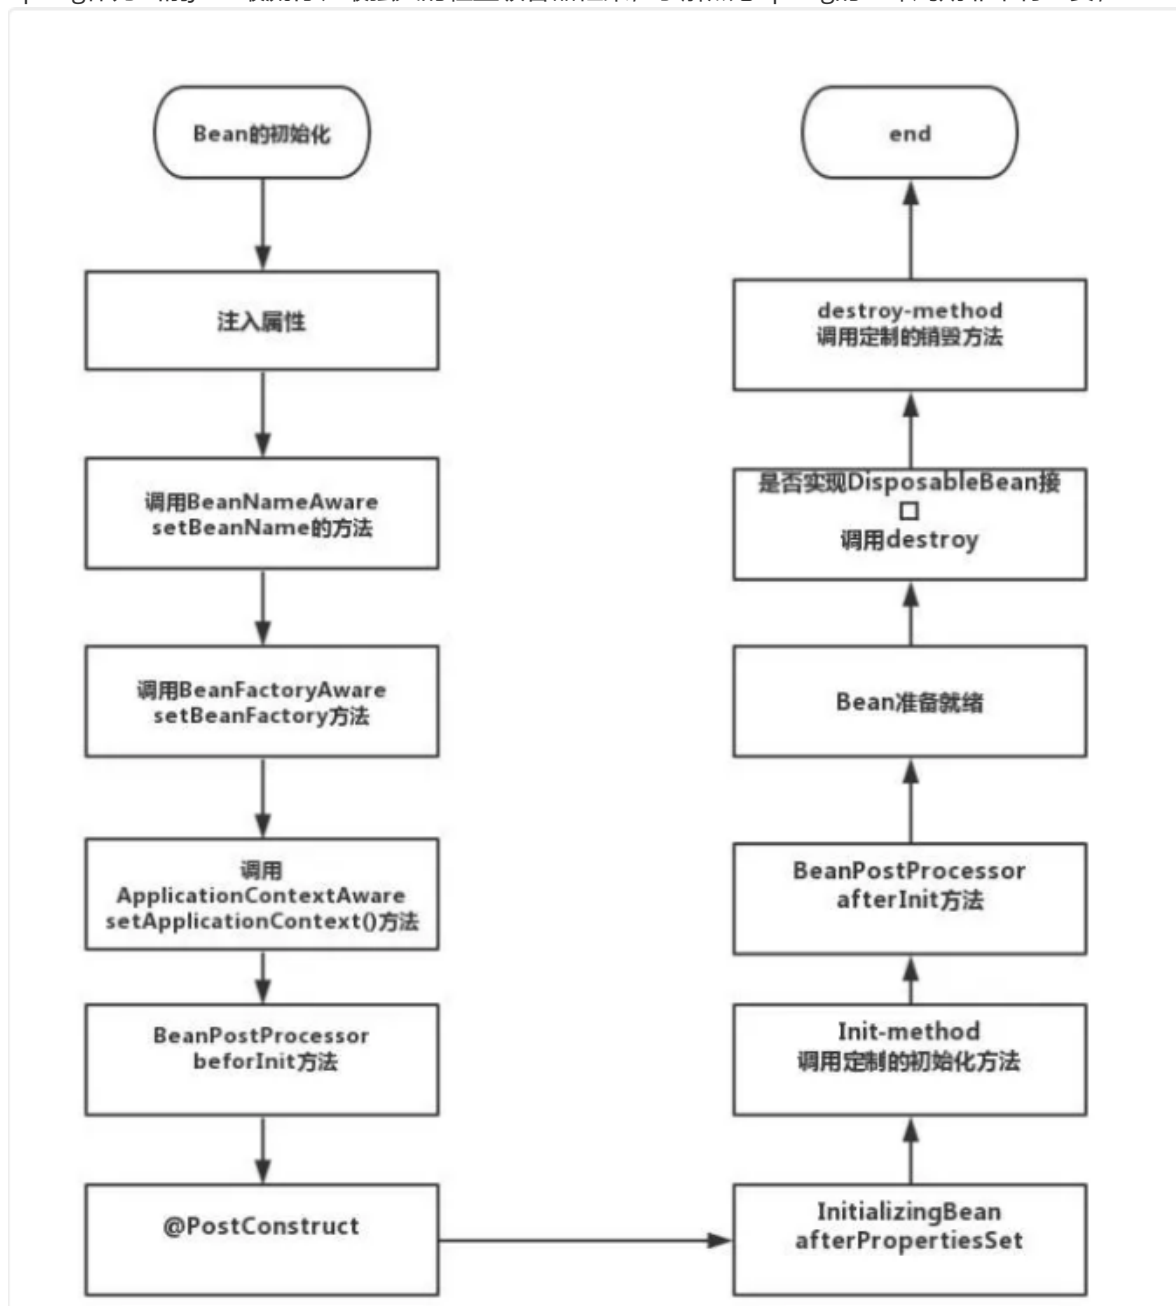 Bean的初始化
注入属性
调用BeanNameAware
setBeanName的方法
调用BeanFactoryAware
setBeanFactory方法
调用
ApplicationContextAware
setApplicationContext()方法
BeanPostProcessor
beforInit方法
@PostConstruct
InitializingBean
afterPropertiesSet
Init-method
调用定制的初始化方法
BeanPostProcessor
afterInit方法
Bean准备就绪
是否实现DisposableBean接
口
调用destroy
destroy-method
调用定制的销毁方法
end